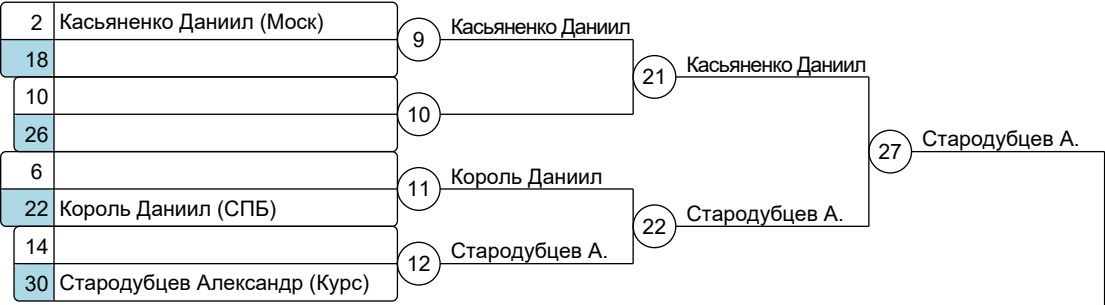 2 Касьяненко Даниил (Моск)
18
9 Касьяненко Даниил
10
26
10
21 Касьяненко Даниил
6
22 Король Даниил (СПБ)
11 Король Даниил
14
30 Стародубцев Александр (Курс)
12 Стародубцев А.
22 Стародубцев А.
27 Стародубцев А.